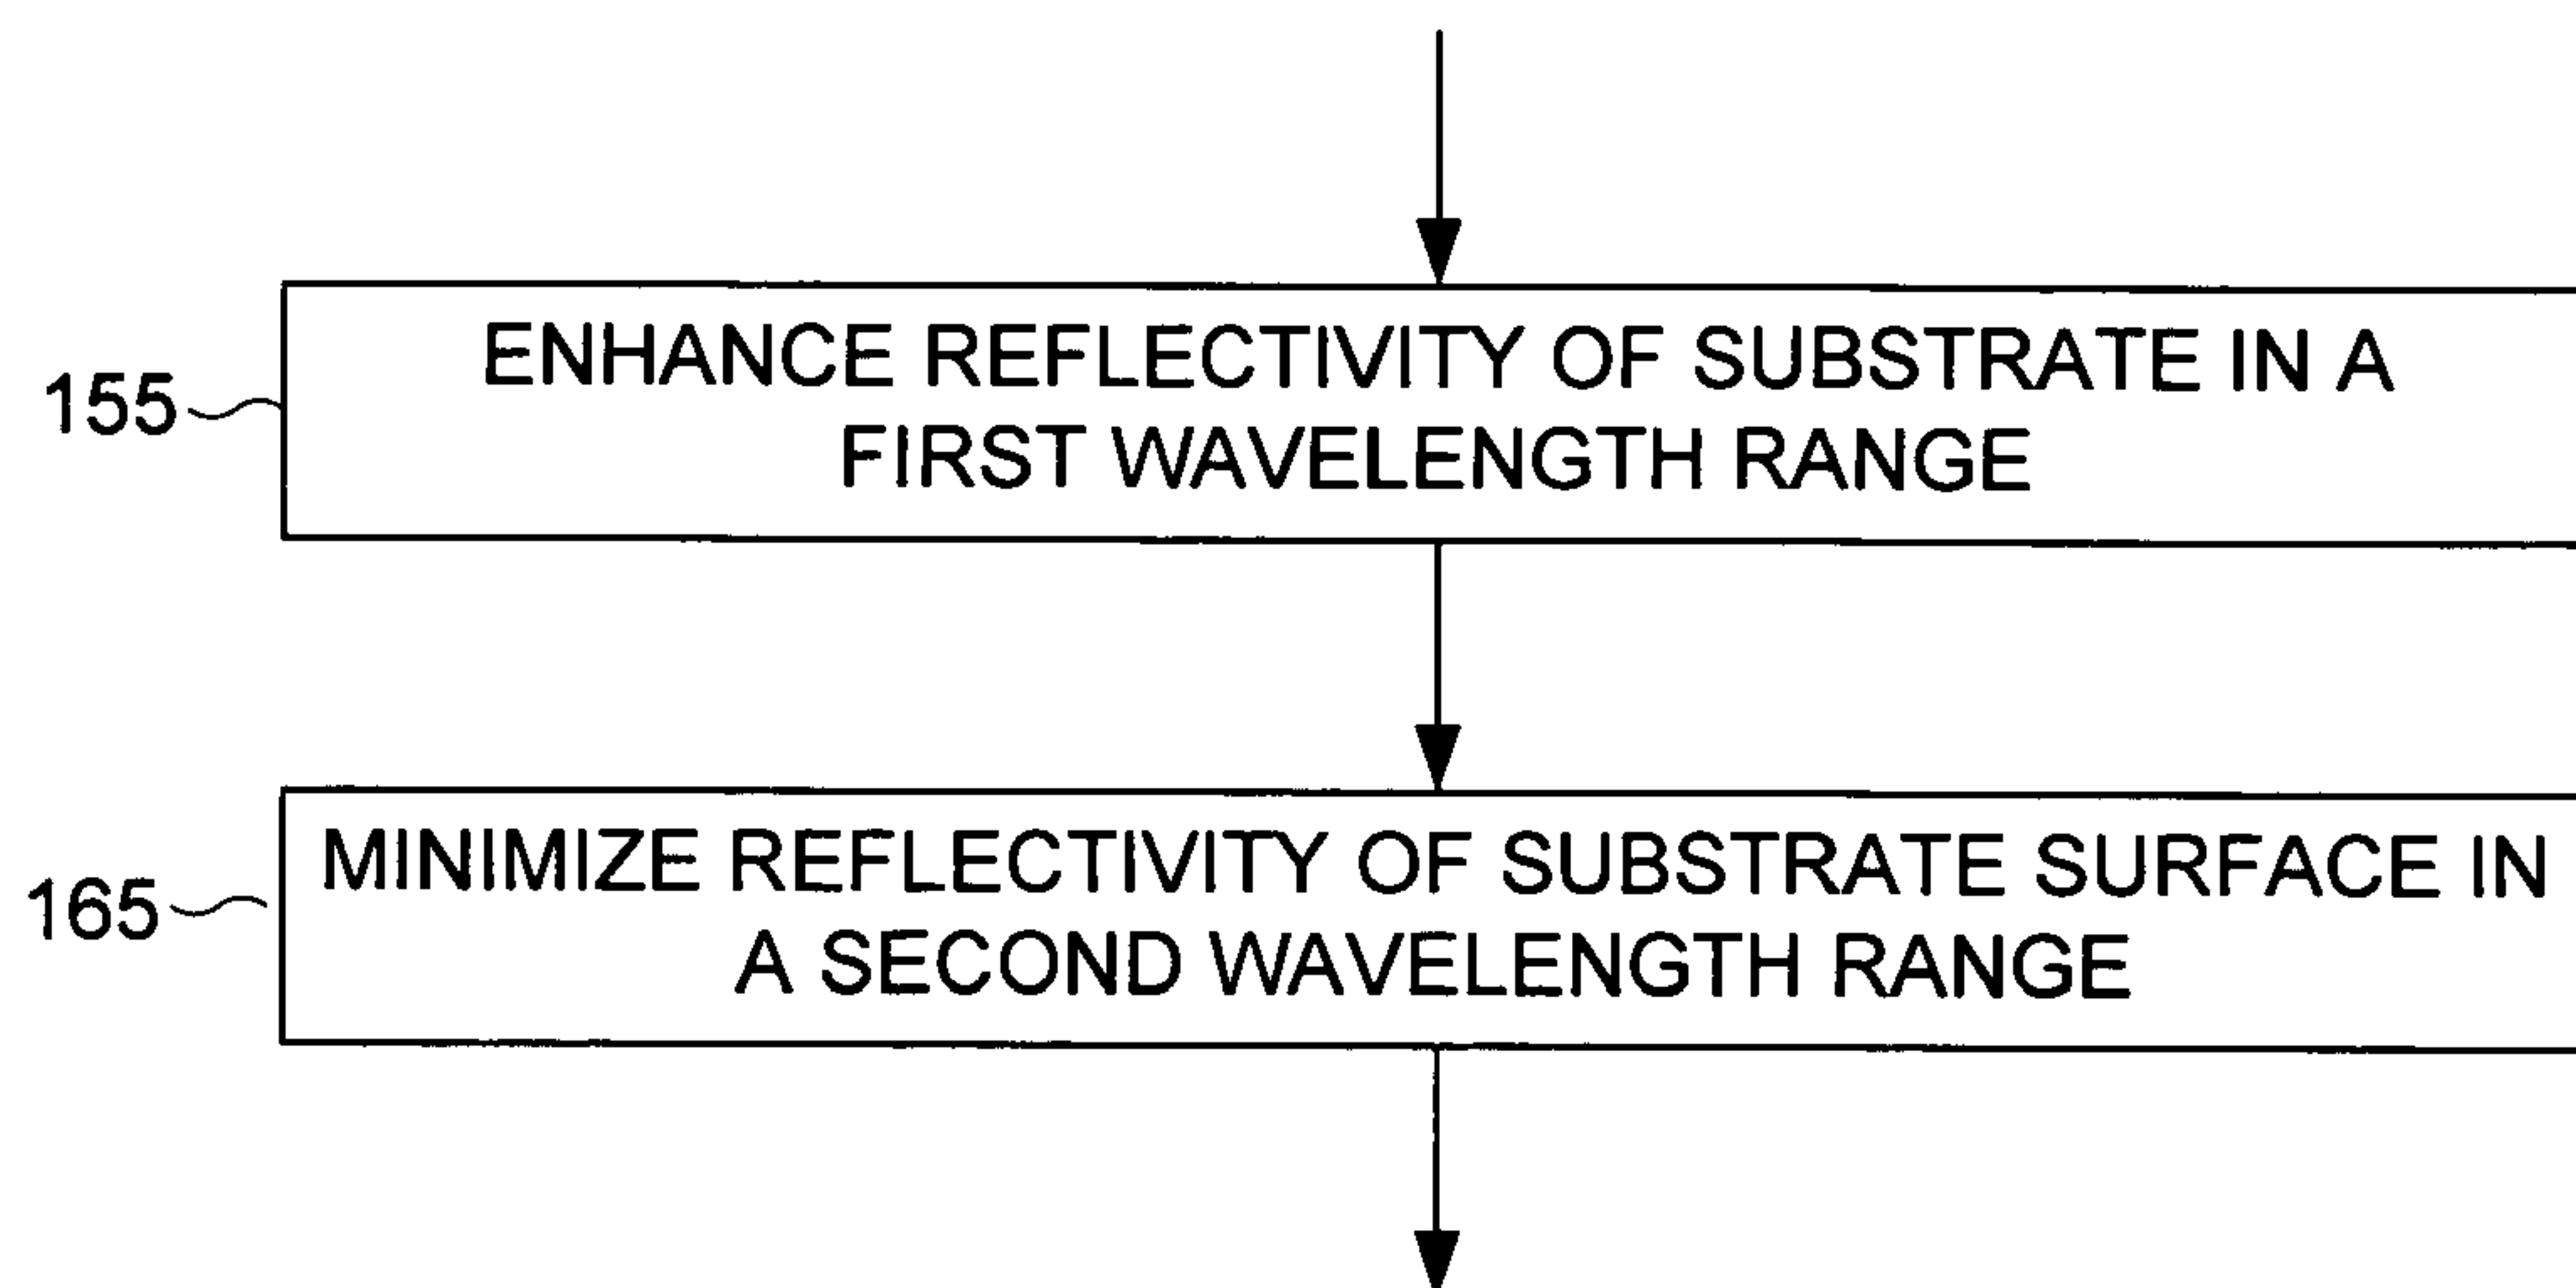 ENHANCE REFLECTIVITY OF SUBSTRATE IN A
155
FIRST WAVELENGTH RANGE
MINIMIZE REFLECTIVITY OF SUBSTRATE SURFACE IN
165
A SECOND WAVELENGTH RANGE